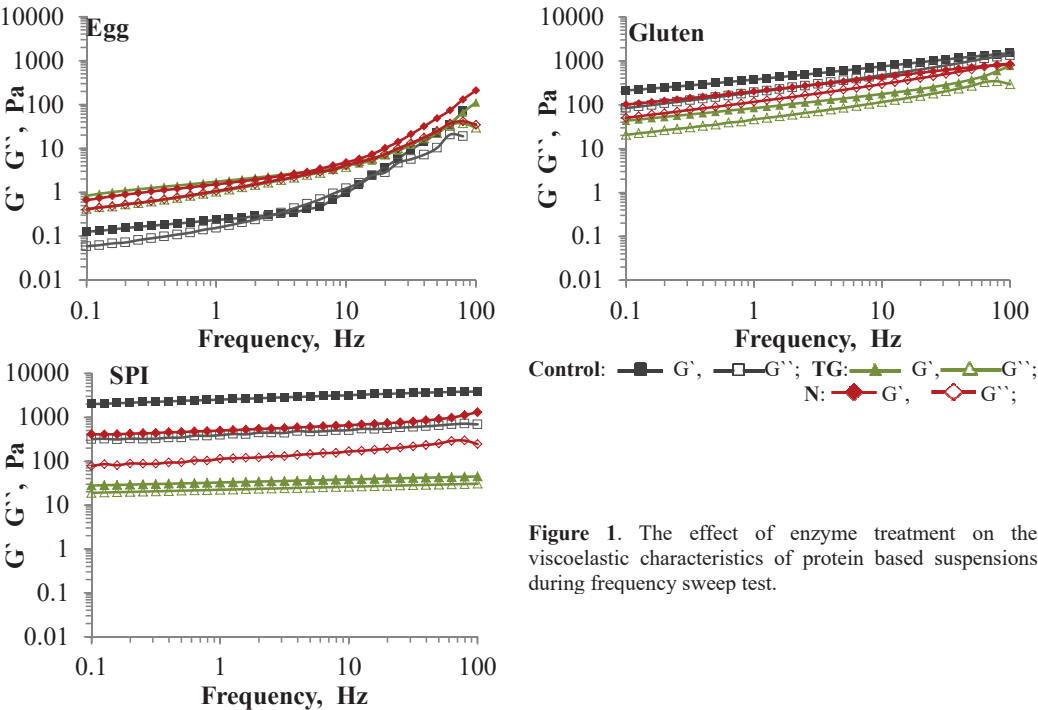 Egg
10000
1000
100
10
1
0.1
0.01
G` G``, Pa
0.1 1 10 100
Frequency, Hz
Gluten
10000
1000
100
10
1
0.1
0.01
G` G``, Pa
0.1 1 10 100
Frequency, Hz
SPI
10000
1000
100
10
1
0.1
0.01
G` G``, Pa
0.1 1 10 100
Frequency, Hz
Control: G`, G``; TG: G`, G``;
N: G`, G``;
Figure 1. The effect of enzyme treatment on the
viscoelastic characteristics of protein based suspensions
during frequency sweep test.